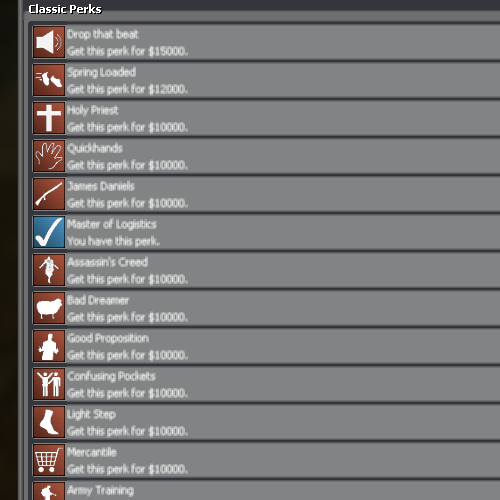 Classic Perks
Drop that beat
Get this perk for $15000.
Spring Loaded
Get this perk for $12000.
Holy Priest
Get this perk for $10000.
Quickhands
Get this perk for $10000.
James Daniels
Get this perk for $10000.
Master of Logistics
You have this perk.
Assassin's Creed
Get this perk for $10000.
Bad Dreamer
Get this perk for $10000.
Good Proposition
Get this perk for $10000.
Confusing Pockets
Get this perk for $10000.
Light Step
Get this perk for $10000.
Mercantile
Get this perk for $10000.
Army Training